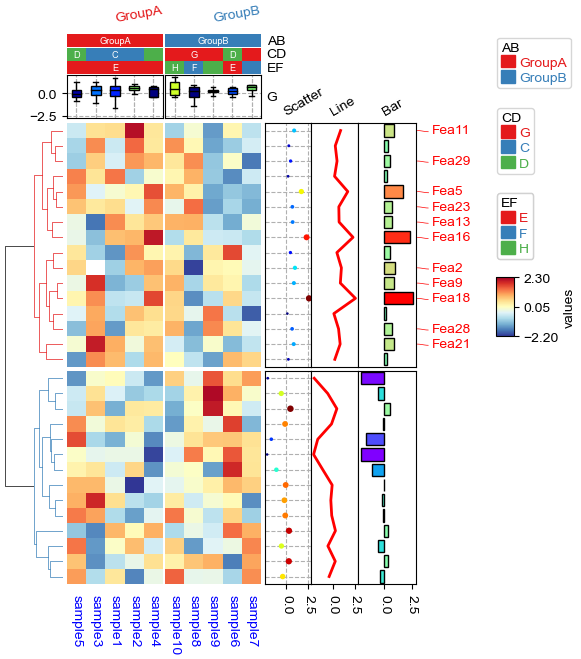 GroupA GroupB
GroupA GroupB AB
D C G D CD
E H F E EF
0.0
−2.5
G
Scatter Line Bar
Fea11
Fea29
Fea5
Fea23
Fea13
Fea16
Fea2
Fea9
Fea18
Fea28
Fea21
AB
GroupA
GroupB
CD
G
C
D
EF
E
F
H
2.30
0.05
−2.20
values
0.0 2.5 0.0 2.5 0.0 2.5
sample5 sample3 sample1 sample2 sample4 sample10 sample8 sample9 sample6 sample7